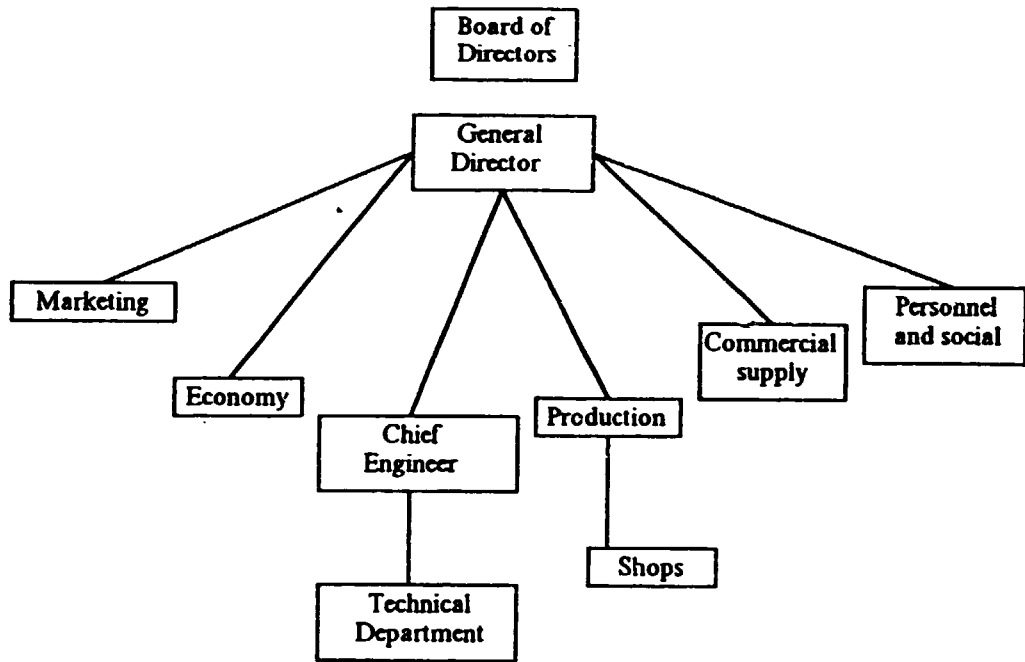 Board of
Directors
General
Director
Marketing
Personnel
and social
Commercial
supply
Economy
Production
Chief
Engineer
Shops
Technical
Department